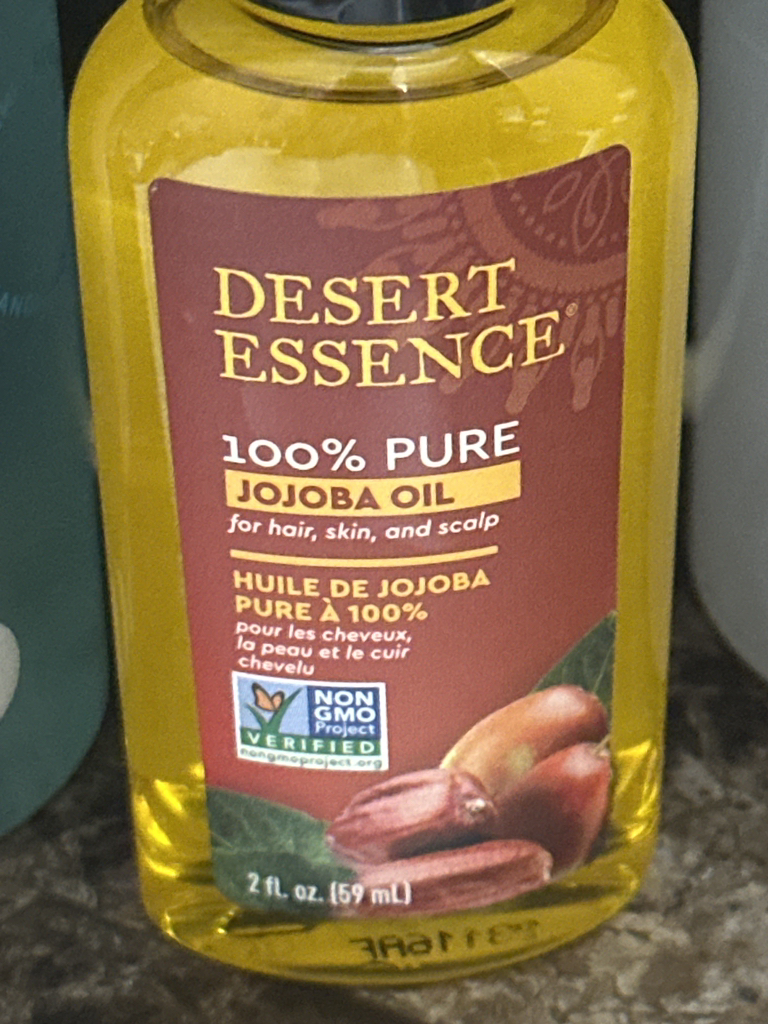 DESERT
ESSENCE®
100% PURE
JOJOBA OIL
for hair, skin, and scalp
HUILE DE JOJOBA
PURE À 100%
pour les cheveux,
la peau et le cuir
chevelu
NON
GMO
Project
VERIFIED
nongmoproject.org
2 fl. oz. (59 mL)